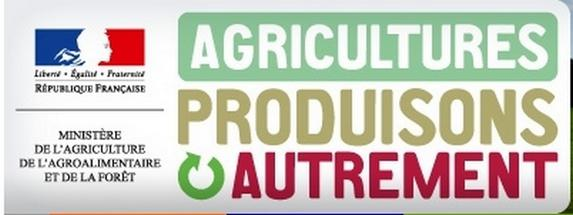 Liberté • Égalité • Fraternité
RÉPUBLIQUE FRANÇAISE
MINISTÈRE
DE L'AGRICULTURE
DE L'AGROALIMENTAIRE
ET DE LA FORÊT
AGRICULTURES
PRODUISONS
AUTREMENT